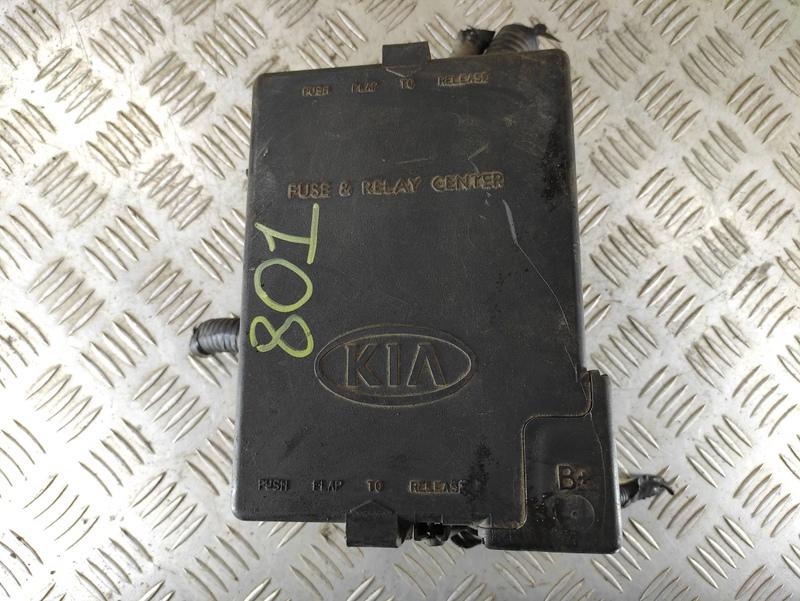 PUSH FLAP TO RELEASE
FUSE & RELAY CENTER
801
KIA
PUSH FLAP TO RELEASE
B+